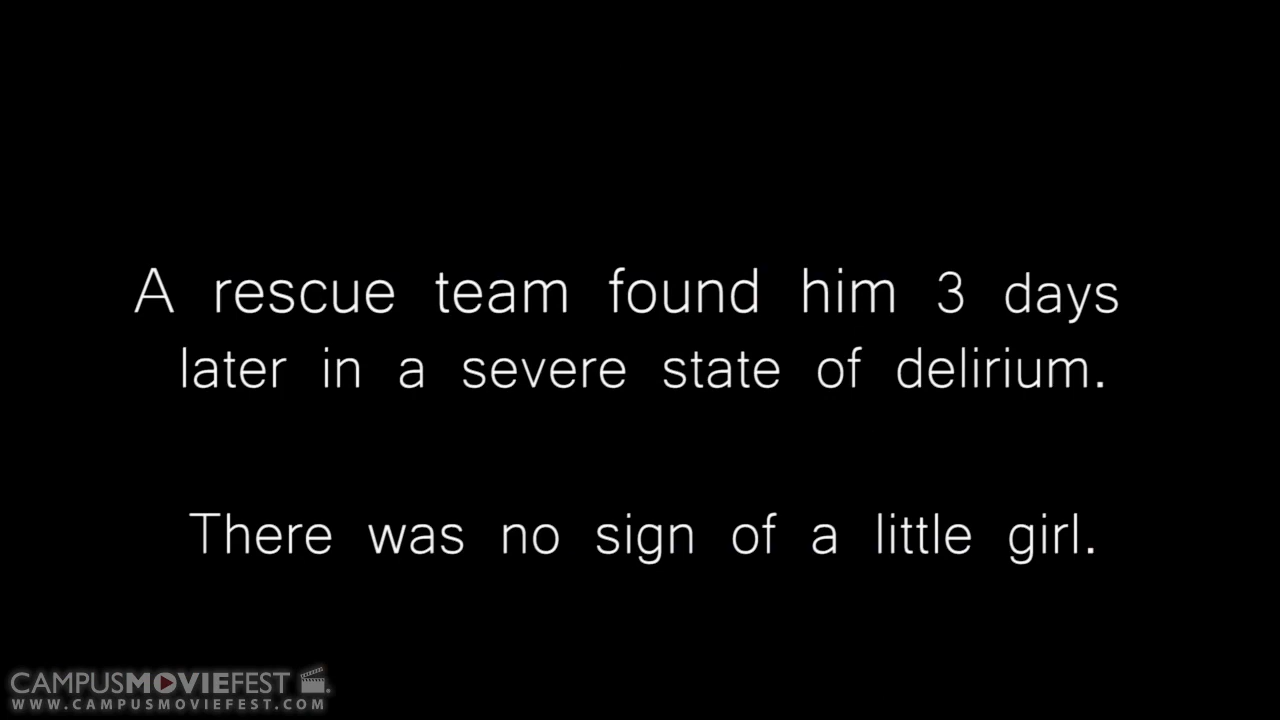 A rescue team found him 3 days
later in a severe state of delirium.
There was no sign of a little girl.
CAMPUSMOVIEFEST
WWW.CAMPUSMOVIEFEST.COM